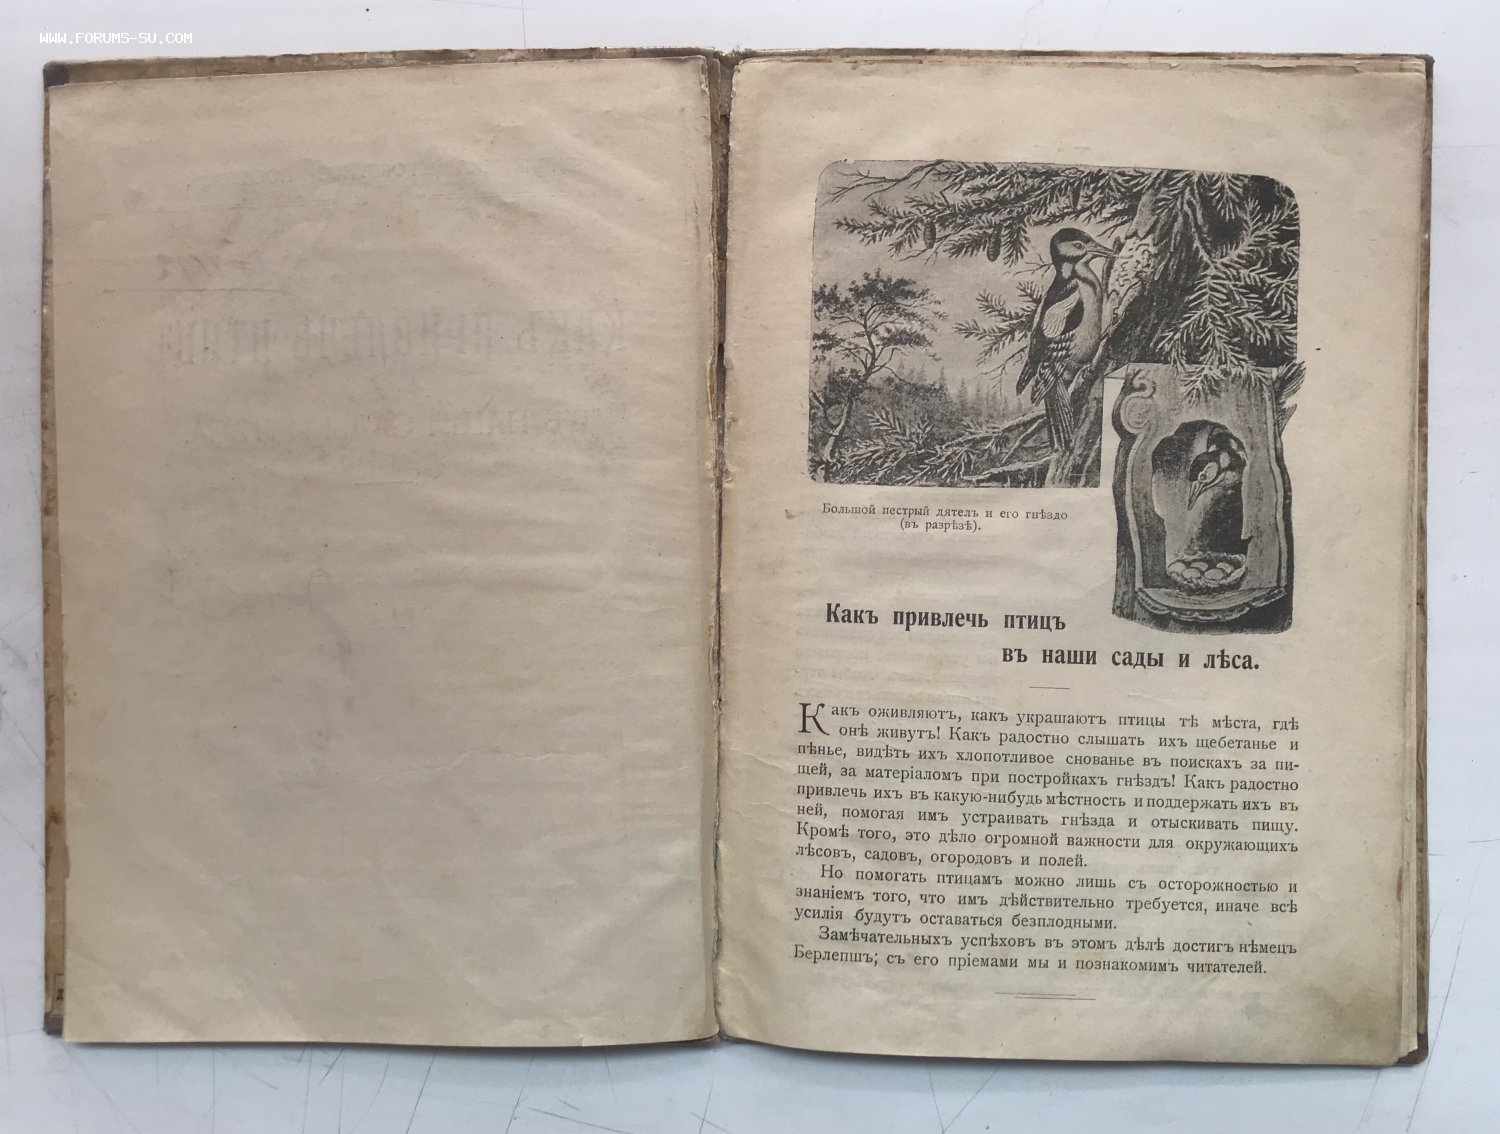 WWW.FORUMS-SU.COM
Большой пестрый дятелъ и его гнѣздо
(въ разрѣзѣ).
Какъ привлечь птицъ
въ наши сады и лѣса.
Какъ оживляютъ, какъ украшаютъ птицы тѣ мѣста, гдѣ
онѣ живутъ! Какъ радостно слышать ихъ щебетанье и
пѣнье, видѣть ихъ хлопотливое снованье въ поискахъ за пи-
щей, за матеріаломъ при постройкахъ гнѣздъ! Какъ радостно
привлечь ихъ въ какую-нибудь мѣстность и поддержать ихъ въ
ней, помогая имъ устраивать гнѣзда и отыскивать пищу.
Кромѣ того, это дѣло огромной важности для окружающихъ
лѣсовъ, садовъ, огородовъ и полей.
Но помогать птицамъ можно лишь съ осторожностью и
знаніемъ того, что имъ дѣйствительно требуется, иначе всѣ
усилія будутъ оставаться безплодными.
Замѣчательныхъ успѣховъ въ этомъ дѣлѣ достигъ нѣмецъ
Берлепшъ; съ его пріемами мы и познакомимъ читателей.